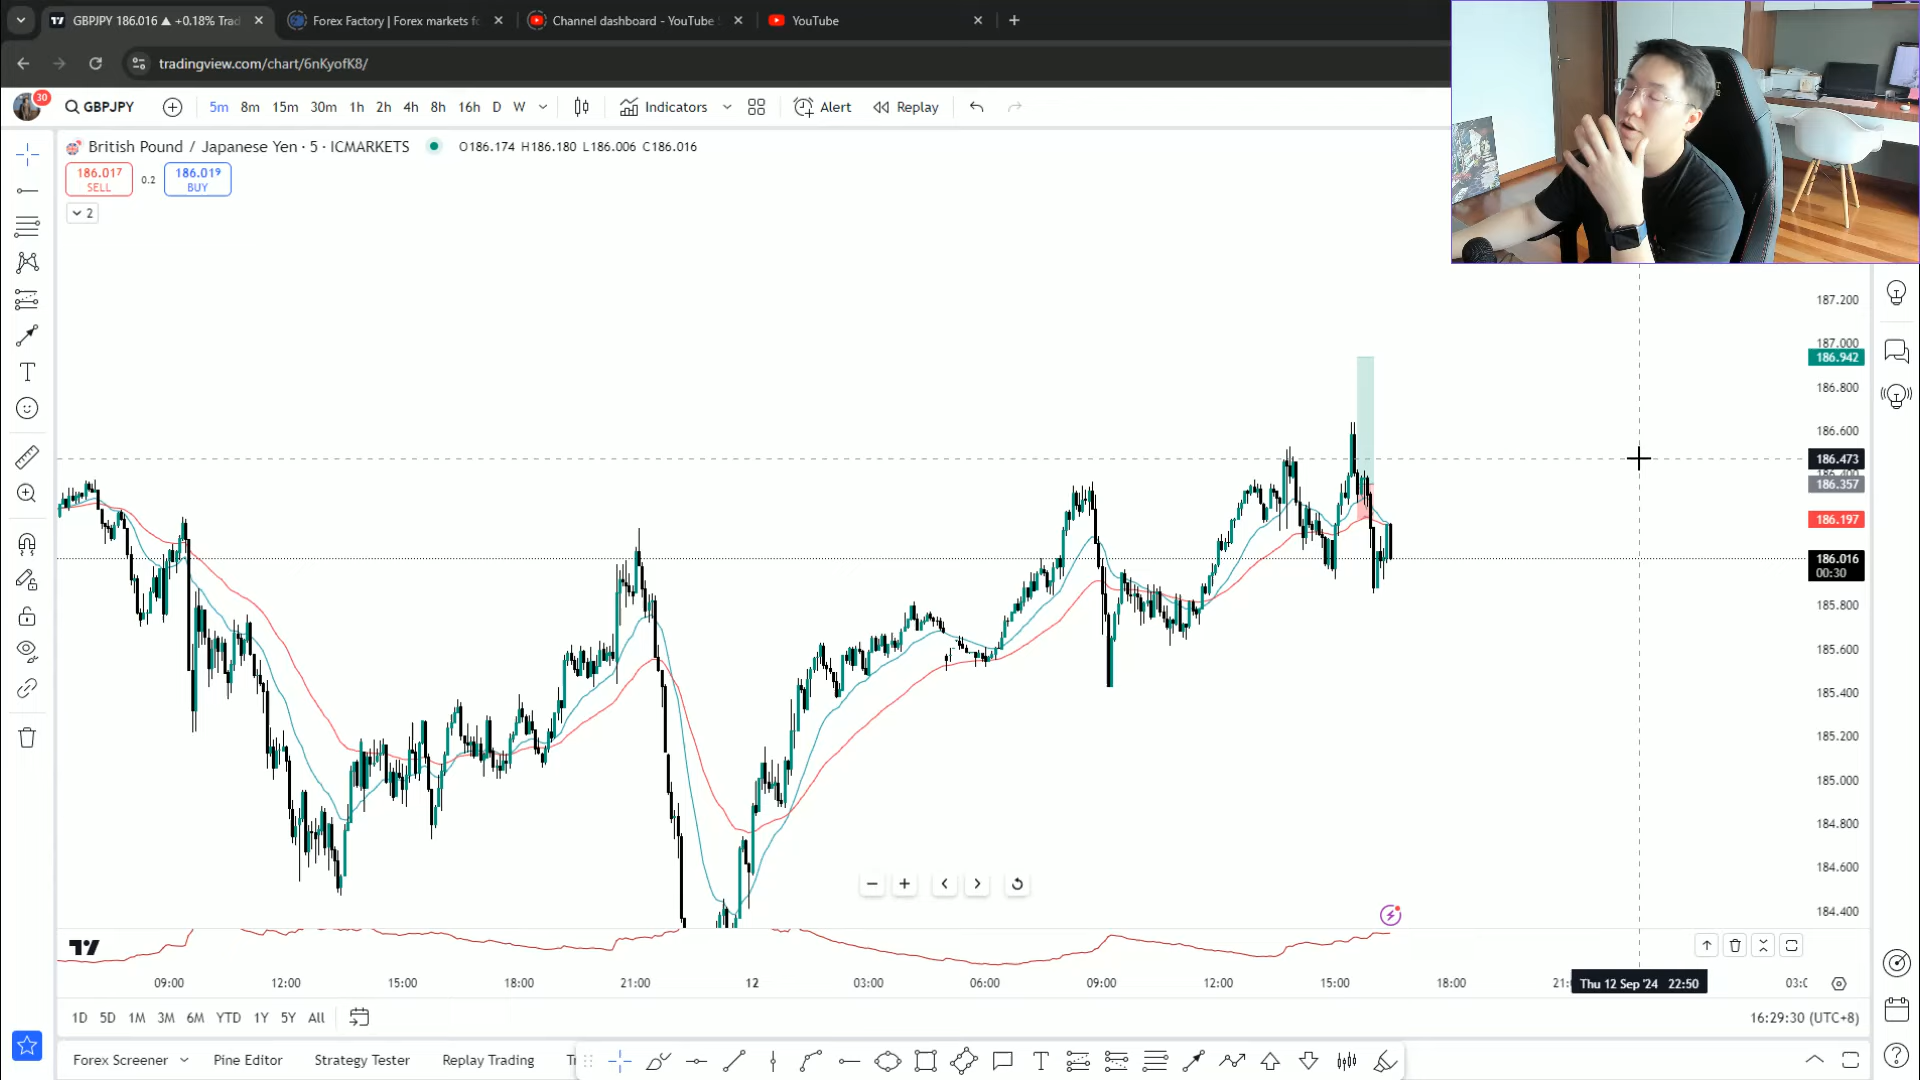 GBPJPY 186.016 ▲ +0.18% Trad
Forex Factory | Forex markets fo
Channel dashboard - YouTube S
YouTube
tradingview.com/chart/6nKyofK8/
30
GBPJPY
5m 8m 15m 30m 1h 2h 4h 8h 16h D W
Indicators
Alert
Replay
British Pound / Japanese Yen · 5 · ICMARKETS
O186.174 H186.180 L186.006 C186.016
186.017
SELL
0.2
186.019
BUY
2
187.200
187.000
186.942
186.800
186.600
186.473
186.400
186.357
186.197
186.016
00:30
185.800
185.600
185.400
185.200
185.000
184.800
184.600
184.400
09:00 12:00 15:00 18:00 21:00 12 03:00 06:00 09:00 12:00 15:00 18:00 21: Thu 12 Sep '24 22:50 03:0
1D 5D 1M 3M 6M YTD 1Y 5Y All
16:29:30 (UTC+8)
Forex Screener Pine Editor Strategy Tester Replay Trading